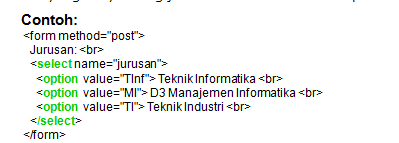 Contoh:
<form method="post">
Jurusan: <br>
<select name="jurusan">
<option value="TInf"> Teknik Informatika <br>
<option value="MI"> D3 Manajemen Informatika <br>
<option value="TI"> Teknik Industri <br>
</select>
</form>